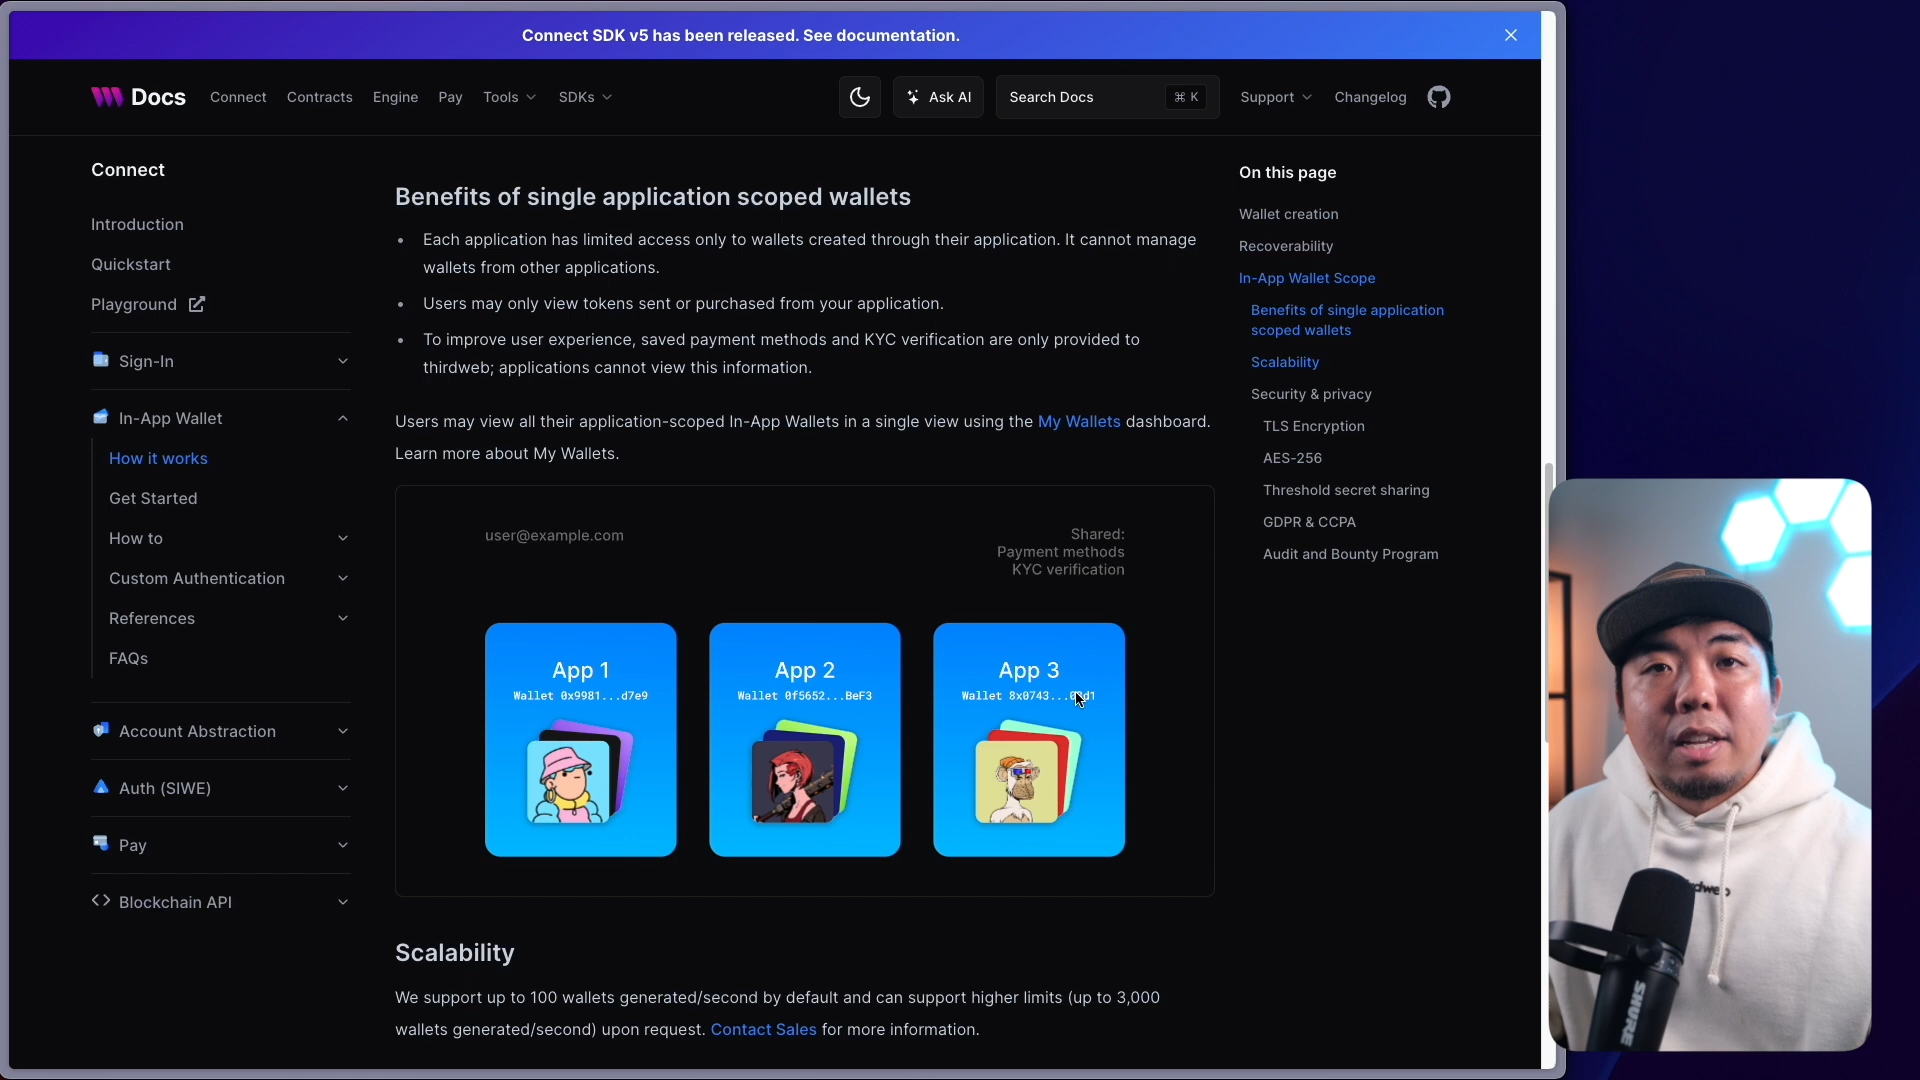 Connect SDK v5 has been released. See documentation.
Docs
Connect
Contracts
Engine
Pay
Tools
SDKs
Ask AI
Search Docs
⌘ K
Support
Changelog
Connect
Introduction
Quickstart
Playground
Sign-In
In-App Wallet
How it works
Get Started
How to
Custom Authentication
References
FAQs
Account Abstraction
Auth (SIWE)
Pay
Blockchain API
Benefits of single application scoped wallets
Each application has limited access only to wallets created through their application. It cannot manage
wallets from other applications.
Users may only view tokens sent or purchased from your application.
To improve user experience, saved payment methods and KYC verification are only provided to
thirdweb; applications cannot view this information.
Users may view all their application-scoped In-App Wallets in a single view using the My Wallets dashboard.
Learn more about My Wallets.
user@example.com
Shared:
Payment methods
KYC verification
App 1
Wallet 0x9981...d7e9
App 2
Wallet 0f5652...BeF3
App 3
Wallet
Scalability
We support up to 100 wallets generated/second by default and can support higher limits (up to 3,000
wallets generated/second) upon request. Contact Sales for more information.
On this page
Wallet creation
Recoverability
In-App Wallet Scope
Benefits of single application
scoped wallets
Scalability
Security & privacy
TLS Encryption
AES-256
Threshold secret sharing
GDPR & CCPA
Audit and Bounty Program
SHURE